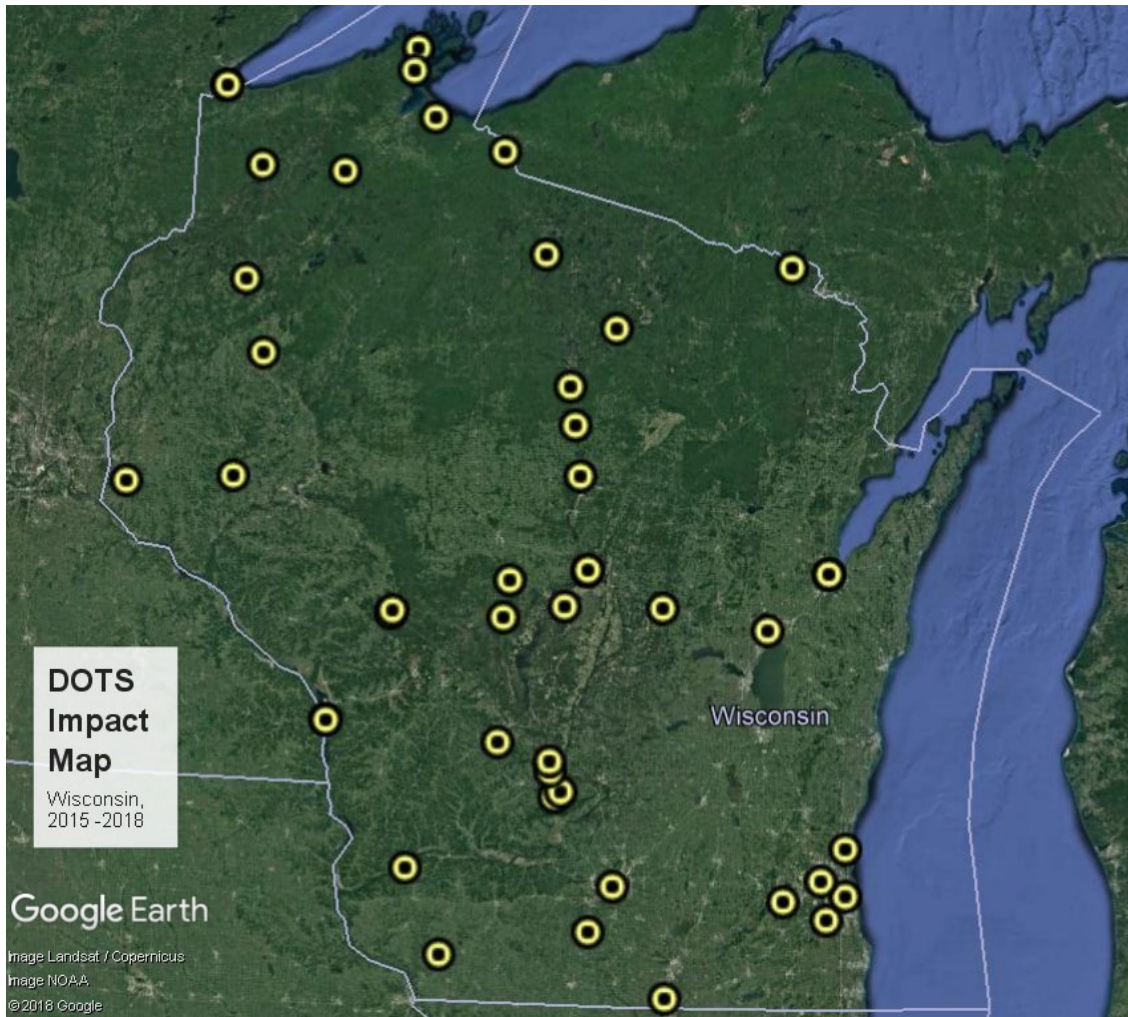 Wisconsin
DOTS
Impact
Map
Wisconsin,
2015 -2018
Google Earth
Image Landsat / Copernicus
Image NOAA
©2018 Google